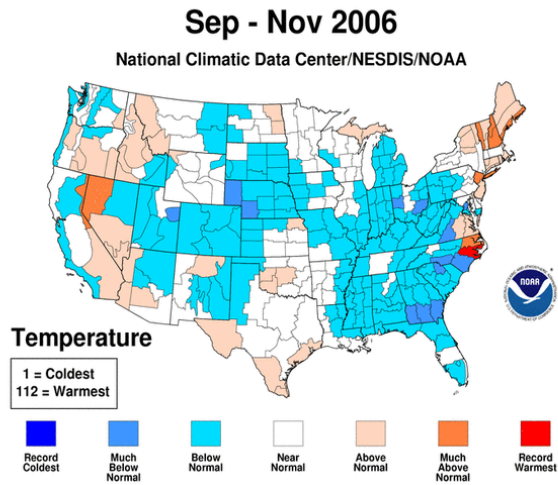 Sep - Nov 2006
National Climatic Data Center/NESDIS/NOAA
NOAA
Temperature
1 = Coldest
112 = Warmest
Record
Coldest
Much
Below
Normal
Below
Normal
Near
Normal
Above
Normal
Much
Above
Normal
Record
Warmest